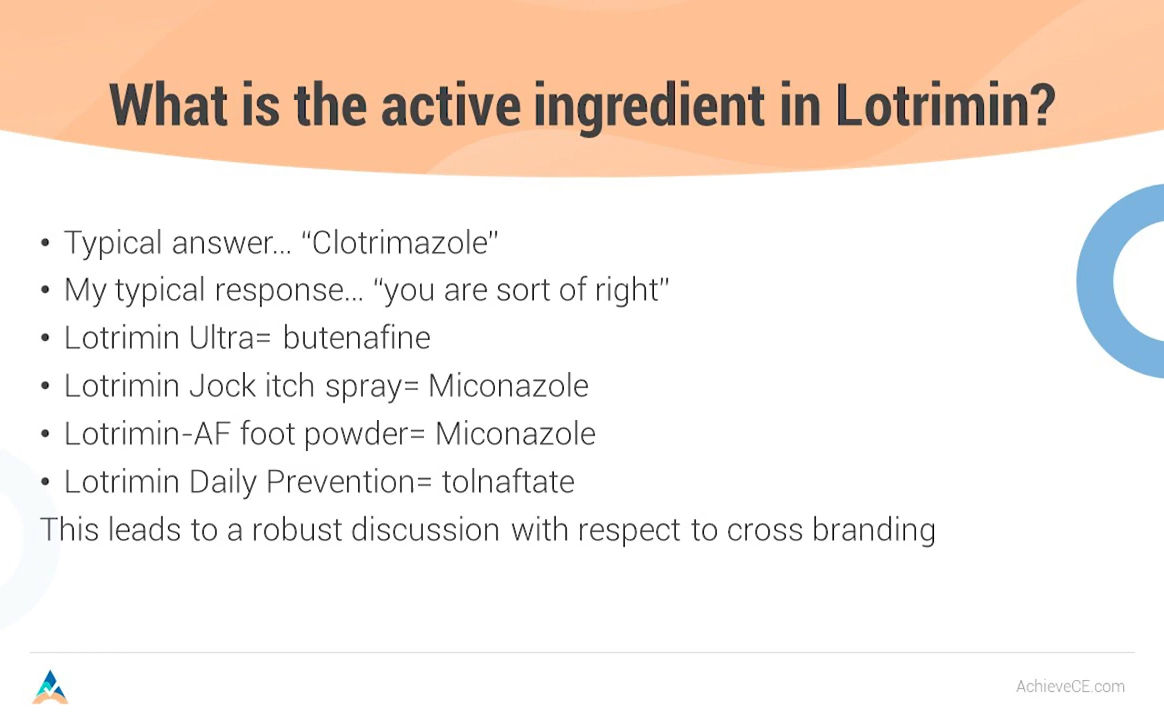 What is the active ingredient in Lotrimin?
• Typical answer... “Clotrimazole”
• My typical response... “you are sort of right”
• Lotrimin Ultra= butenafine
• Lotrimin Jock itch spray= Miconazole
• Lotrimin-AF foot powder= Miconazole
• Lotrimin Daily Prevention= tolnaftate
This leads to a robust discussion with respect to cross branding
AchieveCE.com